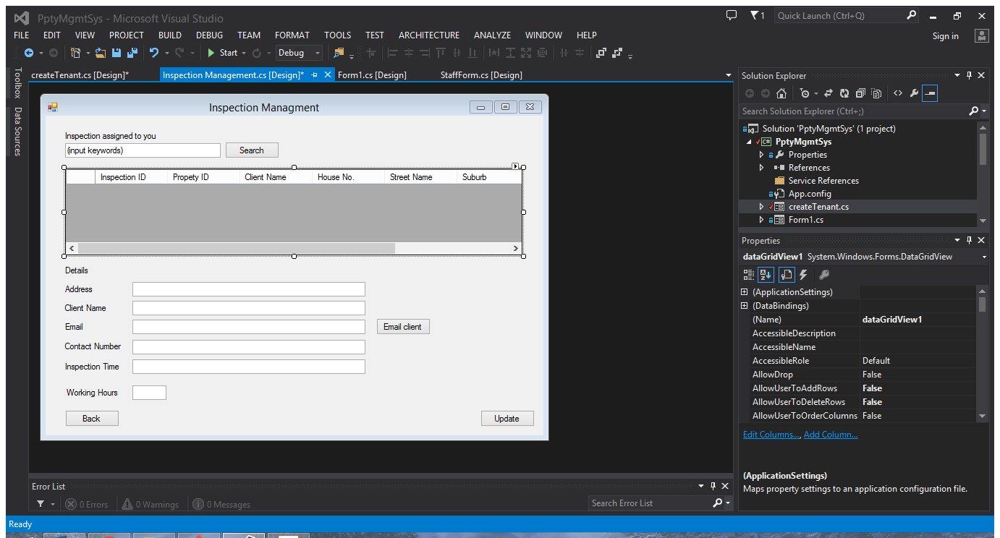 PptyMgmtSys - Microsoft Visual Studio
1
Quick Launch (Ctrl+Q)
FILE EDIT VIEW PROJECT BUILD DEBUG TEAM FORMAT TOOLS TEST ARCHITECTURE ANALYZE WINDOW HELP
Sign in
Start
Debug
Toolbox
Data Sources
createTenant.cs [Design]*
Inspection Management.cs [Design]*
Form1.cs [Design]
StaffForm.cs [Design]
Inspection Managment
Inspection assigned to you
(input keywords)
Search
Inspection ID Propety ID Client Name House No. Street Name Suburb
Details
Address
Client Name
Email
Email client
Contact Number
Inspection Time
Working Hours
Back
Update
Error List
0 Errors
0 Warnings
0 Messages
Search Error List
Solution Explorer
Search Solution Explorer (Ctrl+;)
Solution 'PptyMgmtSys' (1 project)
C# PptyMgmtSys
Properties
References
Service References
App.config
createTenant.cs
Form1.cs
Properties
dataGridView1 System.Windows.Forms.DataGridView
(ApplicationSettings)
(DataBindings)
(Name) dataGridView1
AccessibleDescription
AccessibleName
AccessibleRole Default
AllowDrop False
AllowUserToAddRows False
AllowUserToDeleteRows False
AllowUserToOrderColumns False
Edit Columns..., Add Column...
(ApplicationSettings)
Maps property settings to an application configuration file.
Ready